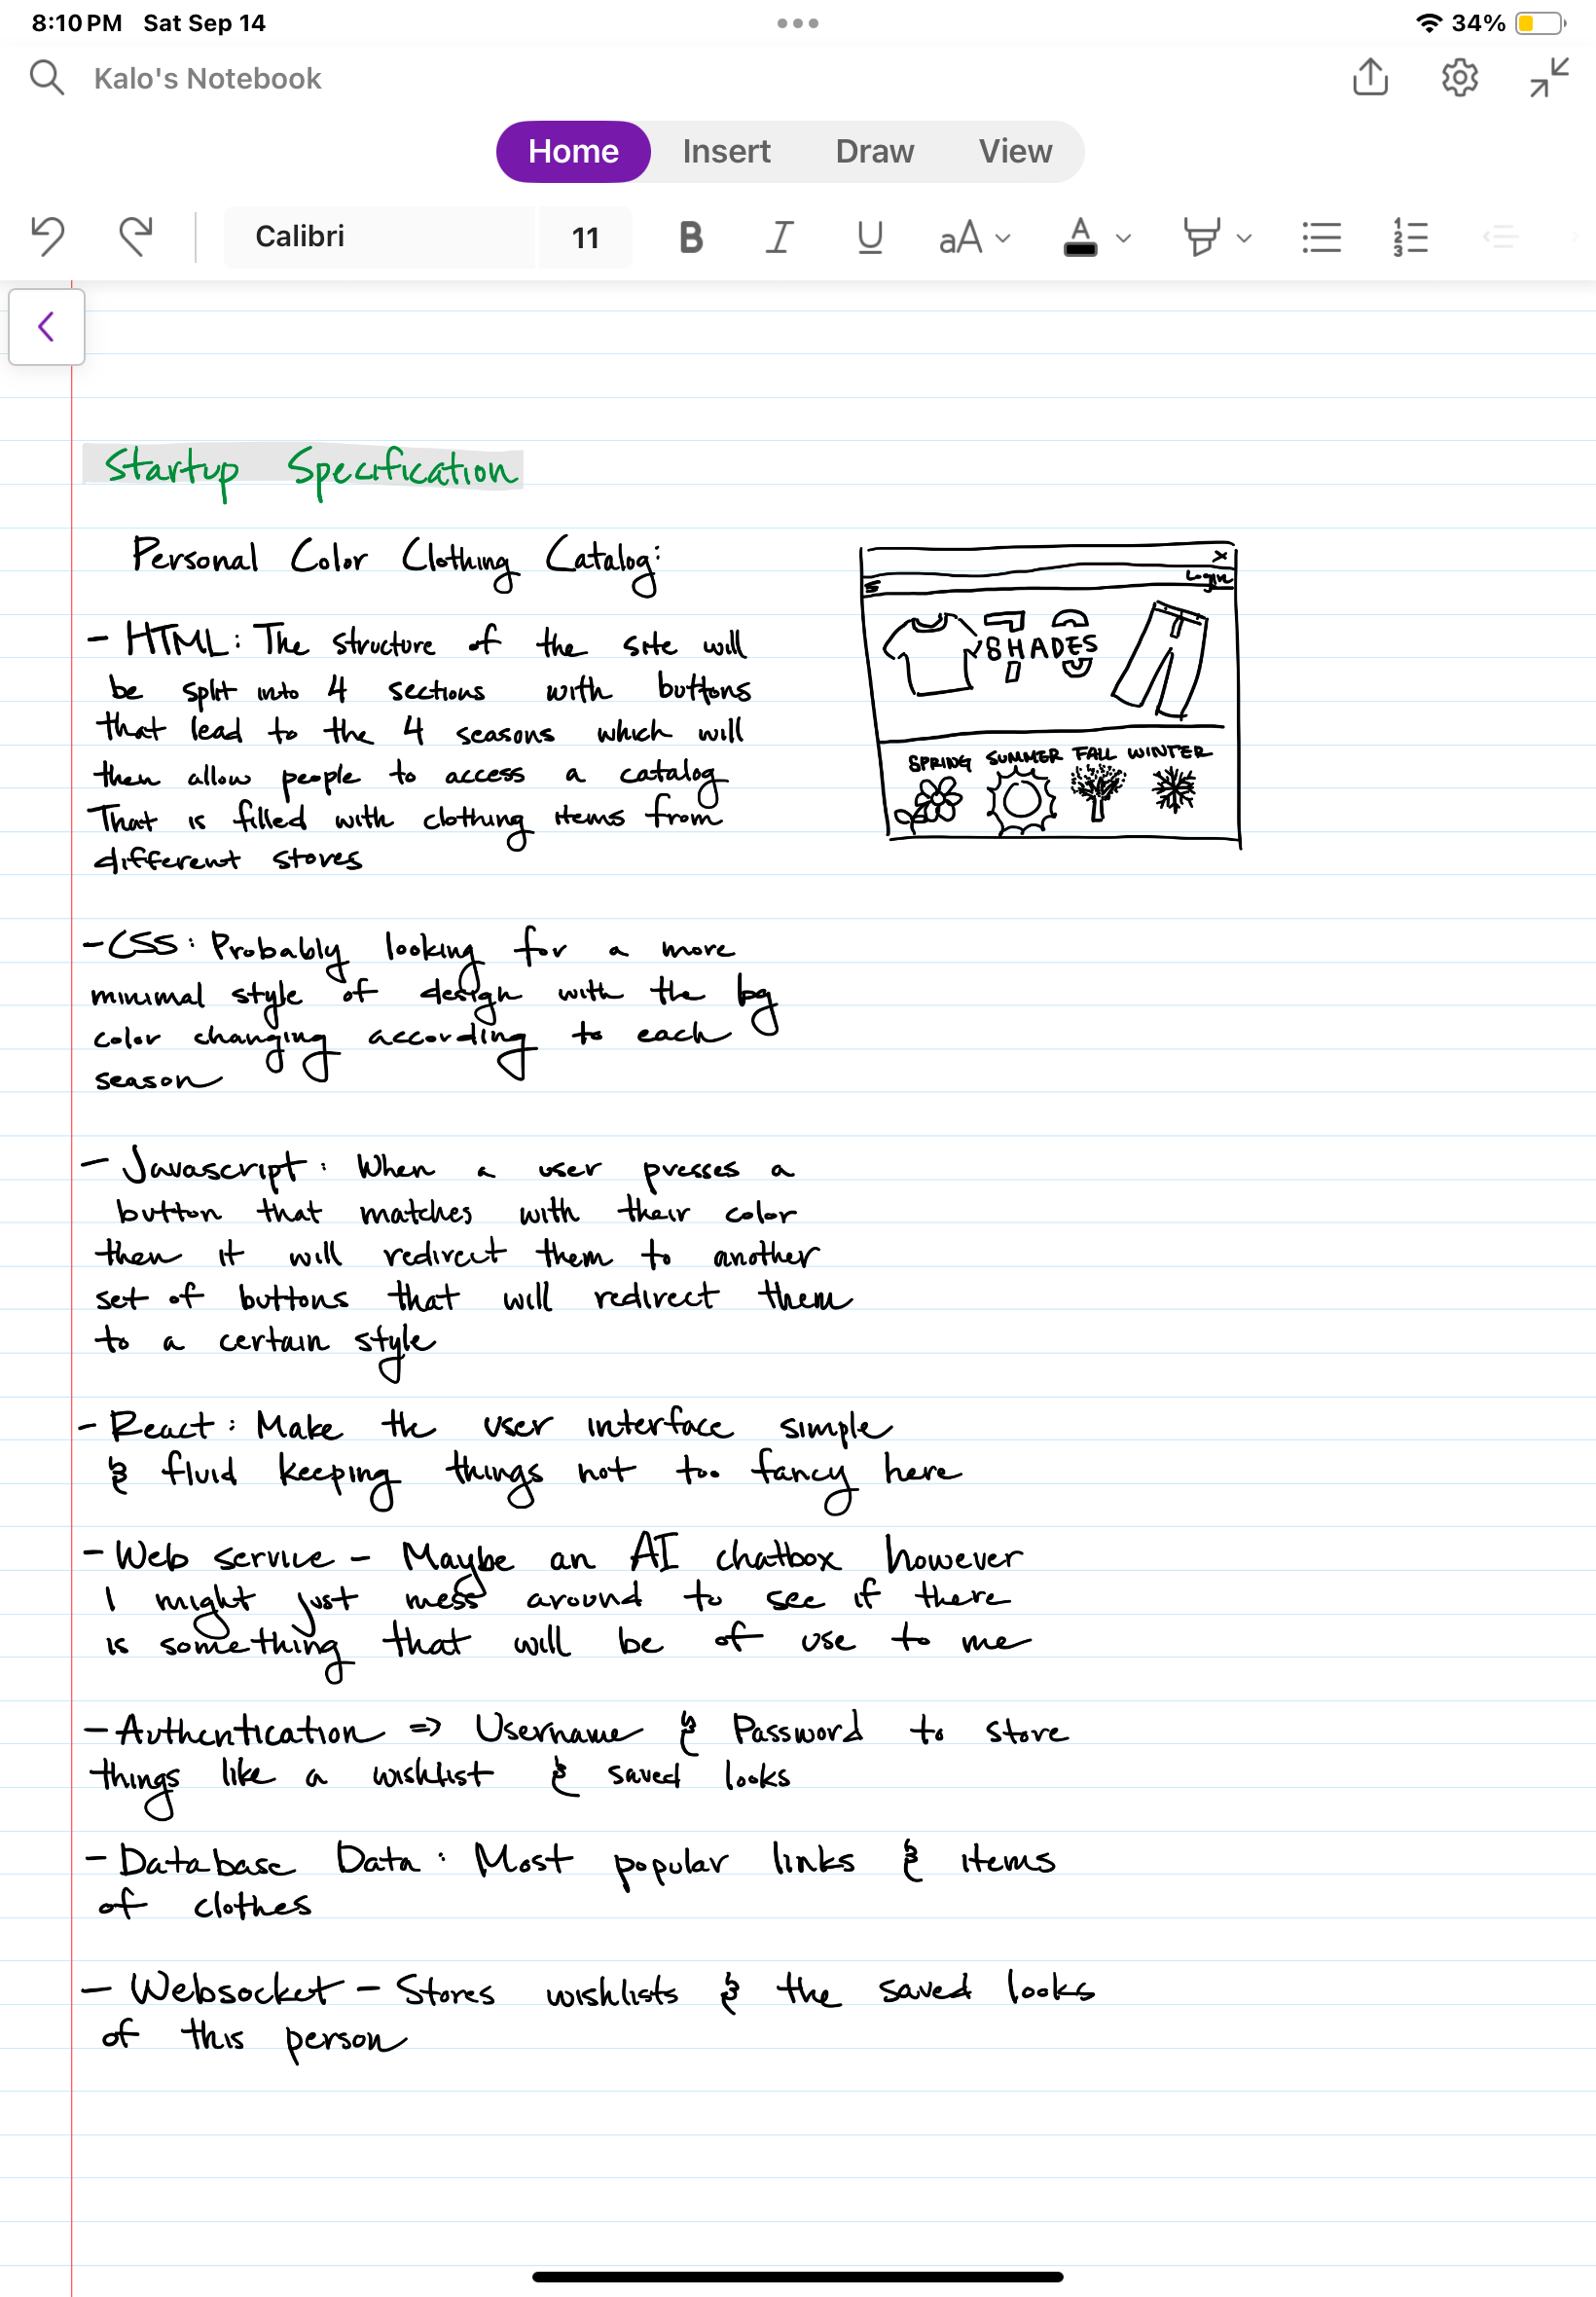 8:10 PM Sat Sep 14
34%
Kalo's Notebook
Home Insert Draw View
Calibri 11 B I U aA A
Startup Specification
Personal Color Clothing Catalog:
- HTML: The structure of the site will
be split into 4 sections with buttons
that lead to the 4 seasons which will
then allow people to access a catalog
That is filled with clothing items from
different stores
X
Login
SHADES
SPRING SUMMER FALL WINTER
- CSS: Probably looking for a more
minimal style of design with the bg
color changing according to each
season
- Javascript: When a user presses a
button that matches with their color
then it will redirect them to another
set of buttons that will redirect them
to a certain style
- React: Make the user interface simple
& fluid keeping things not too fancy here
- Web service - Maybe an AI chatbox however
I might just mess around to see if there
is something that will be of use to me
- Authentication => Username & Password to store
things like a wishlist & saved looks
- Database Data: Most popular links & items
of clothes
- Websocket - Stores wishlists & the saved looks
of this person